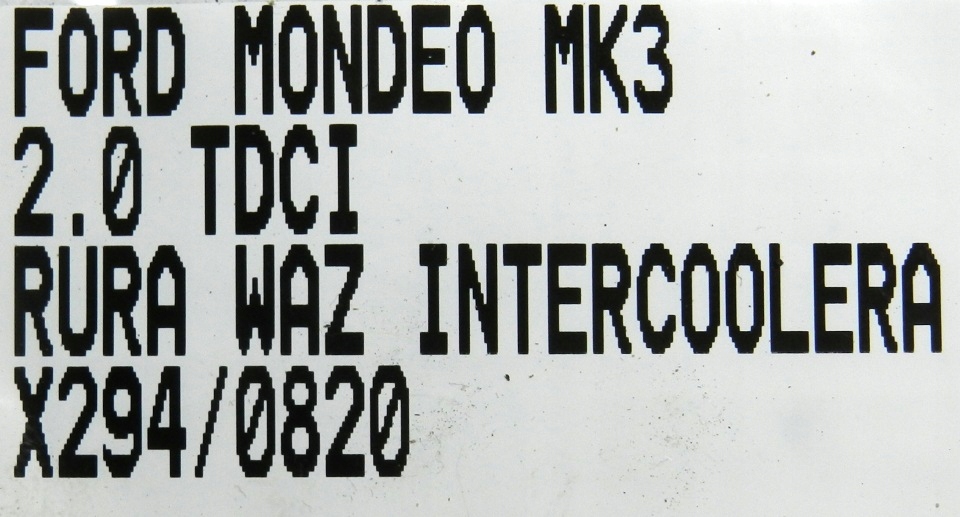 FORD MONDEO MK3
2.0 TDCI
RURA WAZ INTERCOOLERA
X294/0820